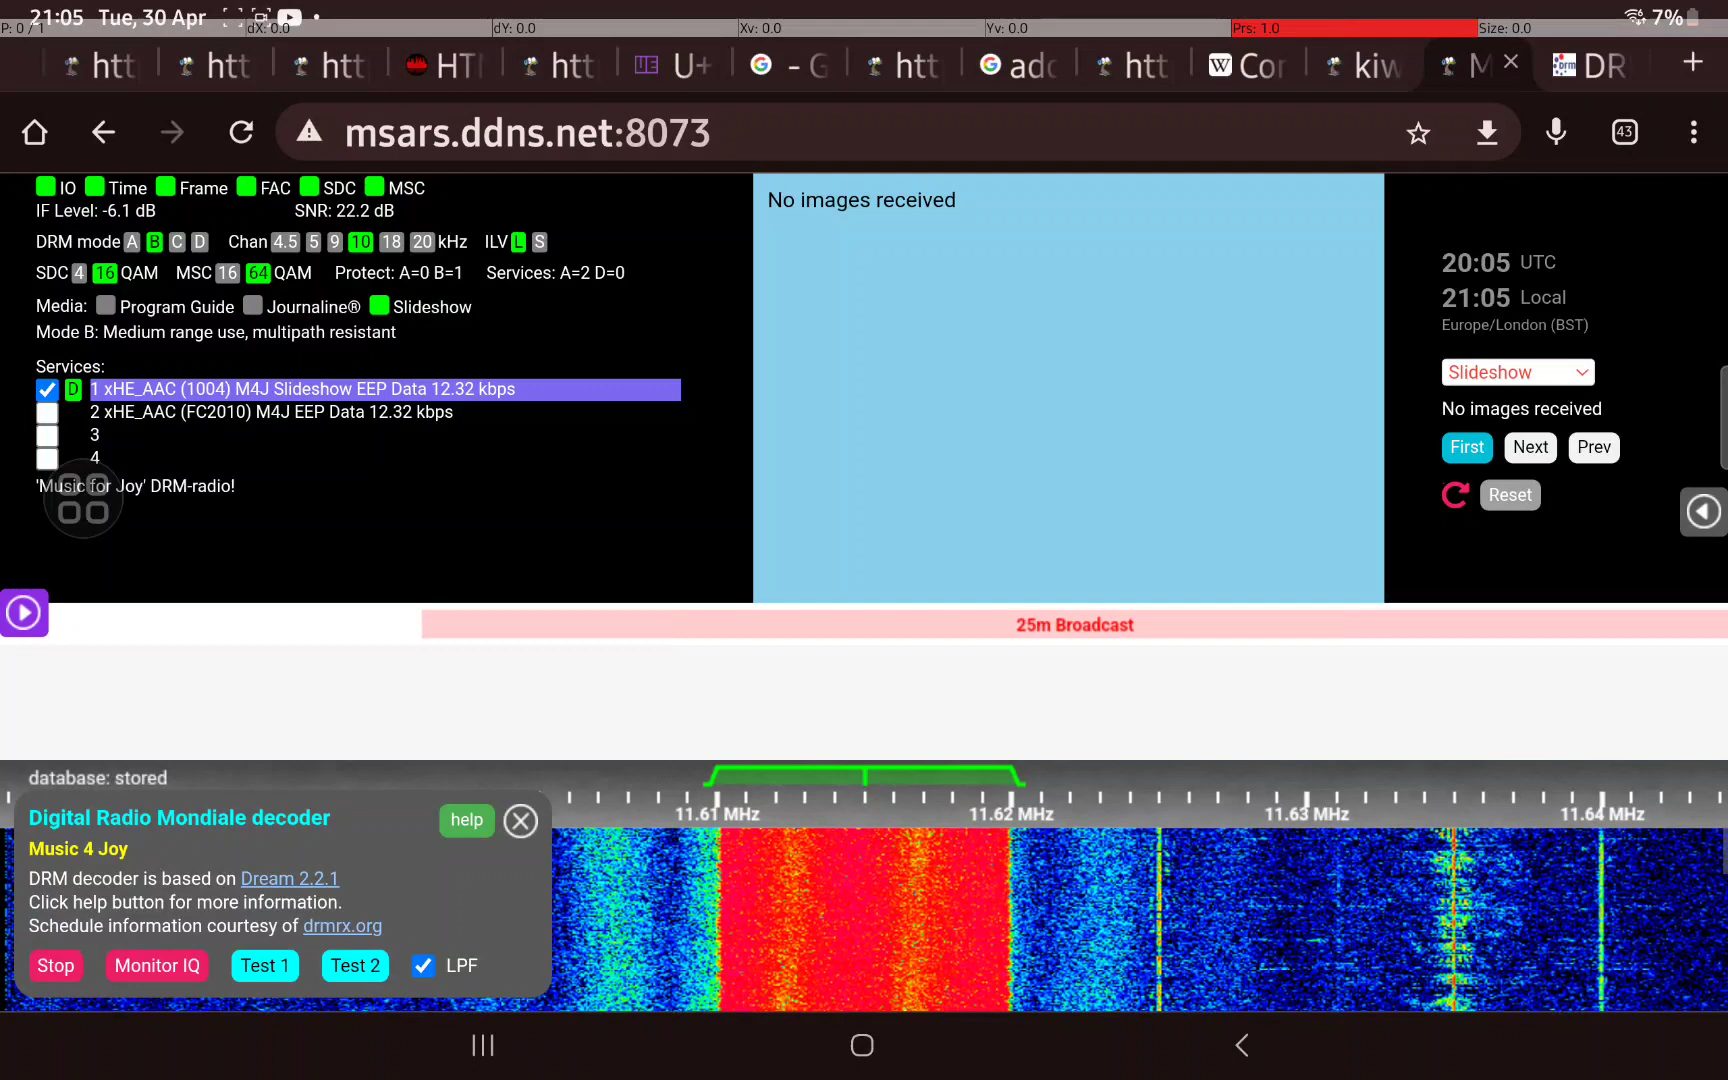 21:05 Tue, 30 Apr
7%
P: 0 / 1 dX: 0.0 dY: 0.0 Xv: 0.0 Yv: 0.0 Prs: 1.0 Size: 0.0
htt htt htt HTI htt U+ - G htt adc htt Cor kiw M DR
msars.ddns.net:8073
43
IO Time Frame FAC SDC MSC
IF Level: -6.1 dB SNR: 22.2 dB
DRM mode A B C D Chan 4.5 5 9 10 18 20 kHz ILV L S
SDC 4 16 QAM MSC 16 64 QAM Protect: A=0 B=1 Services: A=2 D=0
Media: Program Guide Journaline® Slideshow
Mode B: Medium range use, multipath resistant
Services:
D 1 xHE_AAC (1004) M4J Slideshow EEP Data 12.32 kbps
2 xHE_AAC (FC2010) M4J EEP Data 12.32 kbps
3
4
'Music for Joy' DRM-radio!
No images received
20:05 UTC
21:05 Local
Europe/London (BST)
Slideshow
No images received
First Next Prev
Reset
25m Broadcast
database: stored
11.61 MHz 11.62 MHz 11.63 MHz 11.64 MHz
Digital Radio Mondiale decoder
help
Music 4 Joy
DRM decoder is based on Dream 2.2.1
Click help button for more information.
Schedule information courtesy of drmrx.org
Stop Monitor IQ Test 1 Test 2 LPF